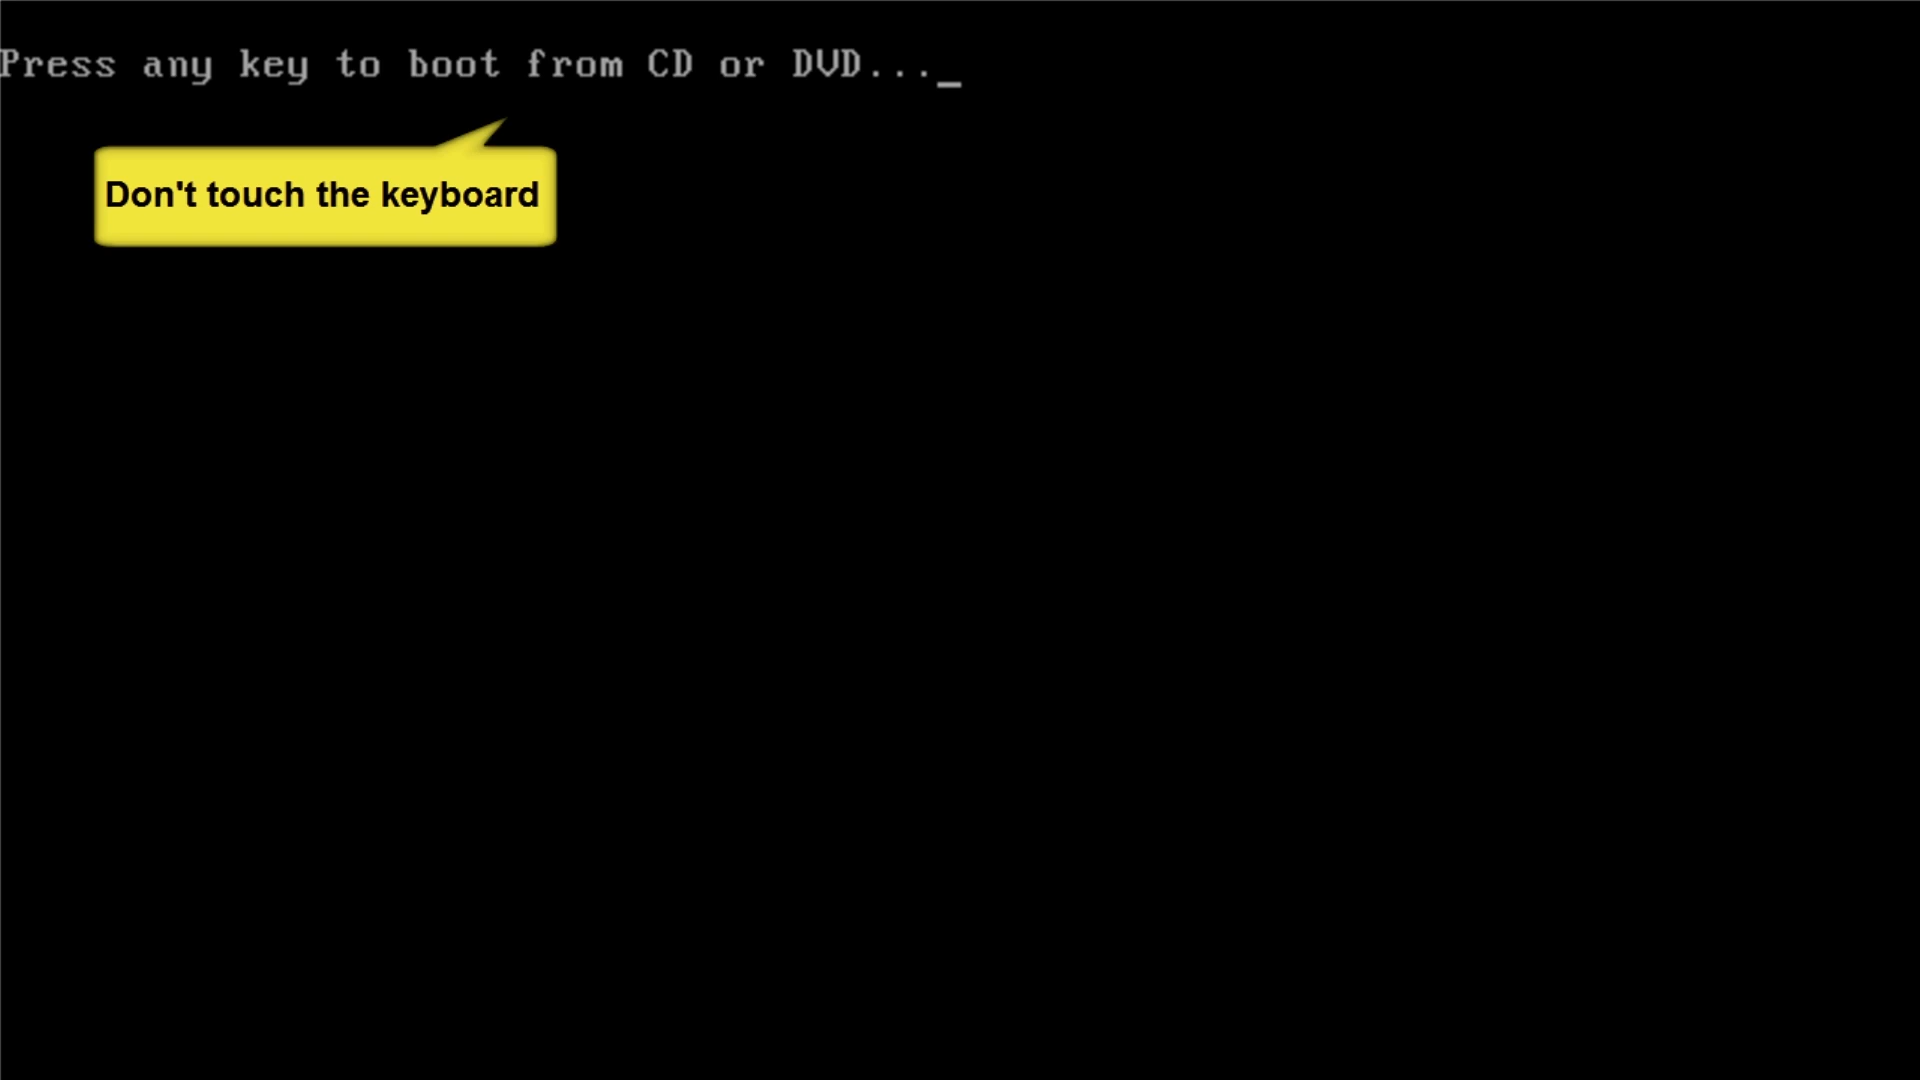 Press any key to boot from CD or DVD..._
Don't touch the keyboard